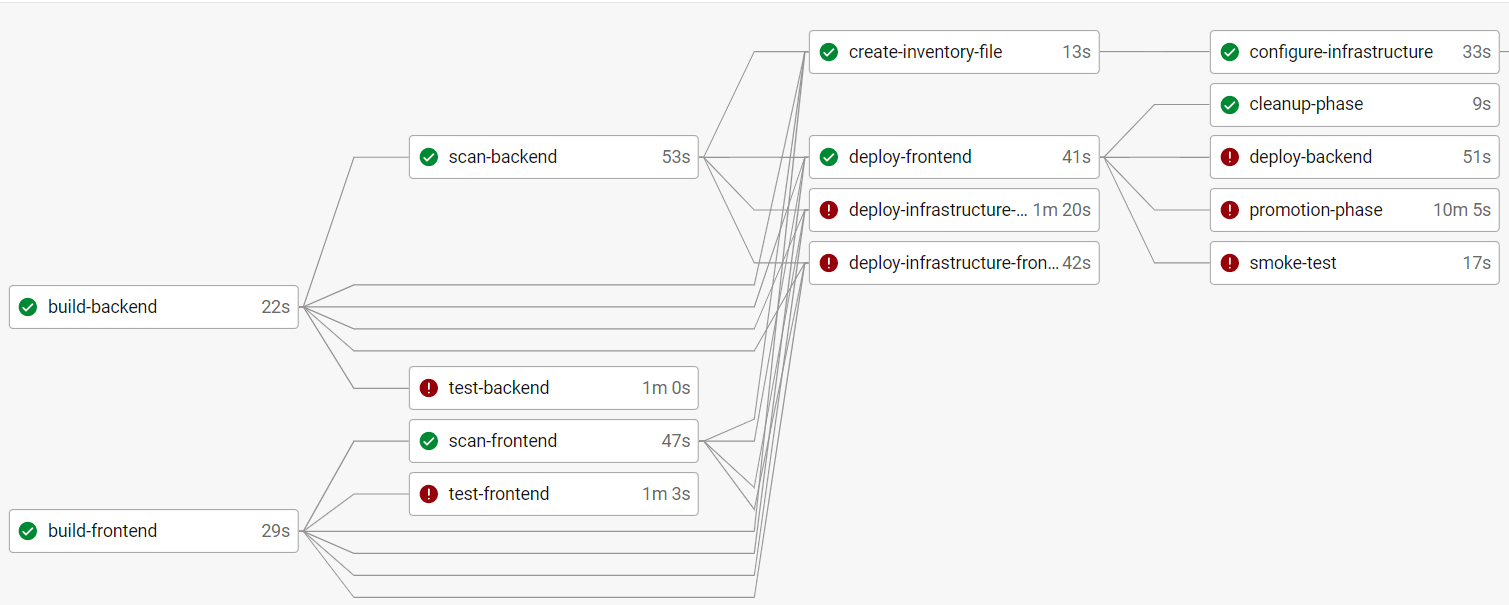 create-inventory-file 13s
configure-infrastructure 33s
cleanup-phase 9s
scan-backend 53s
deploy-frontend 41s
deploy-backend 51s
deploy-infrastructure-... 1m 20s
promotion-phase 10m 5s
deploy-infrastructure-fron... 42s
smoke-test 17s
build-backend 22s
test-backend 1m 0s
scan-frontend 47s
test-frontend 1m 3s
build-frontend 29s